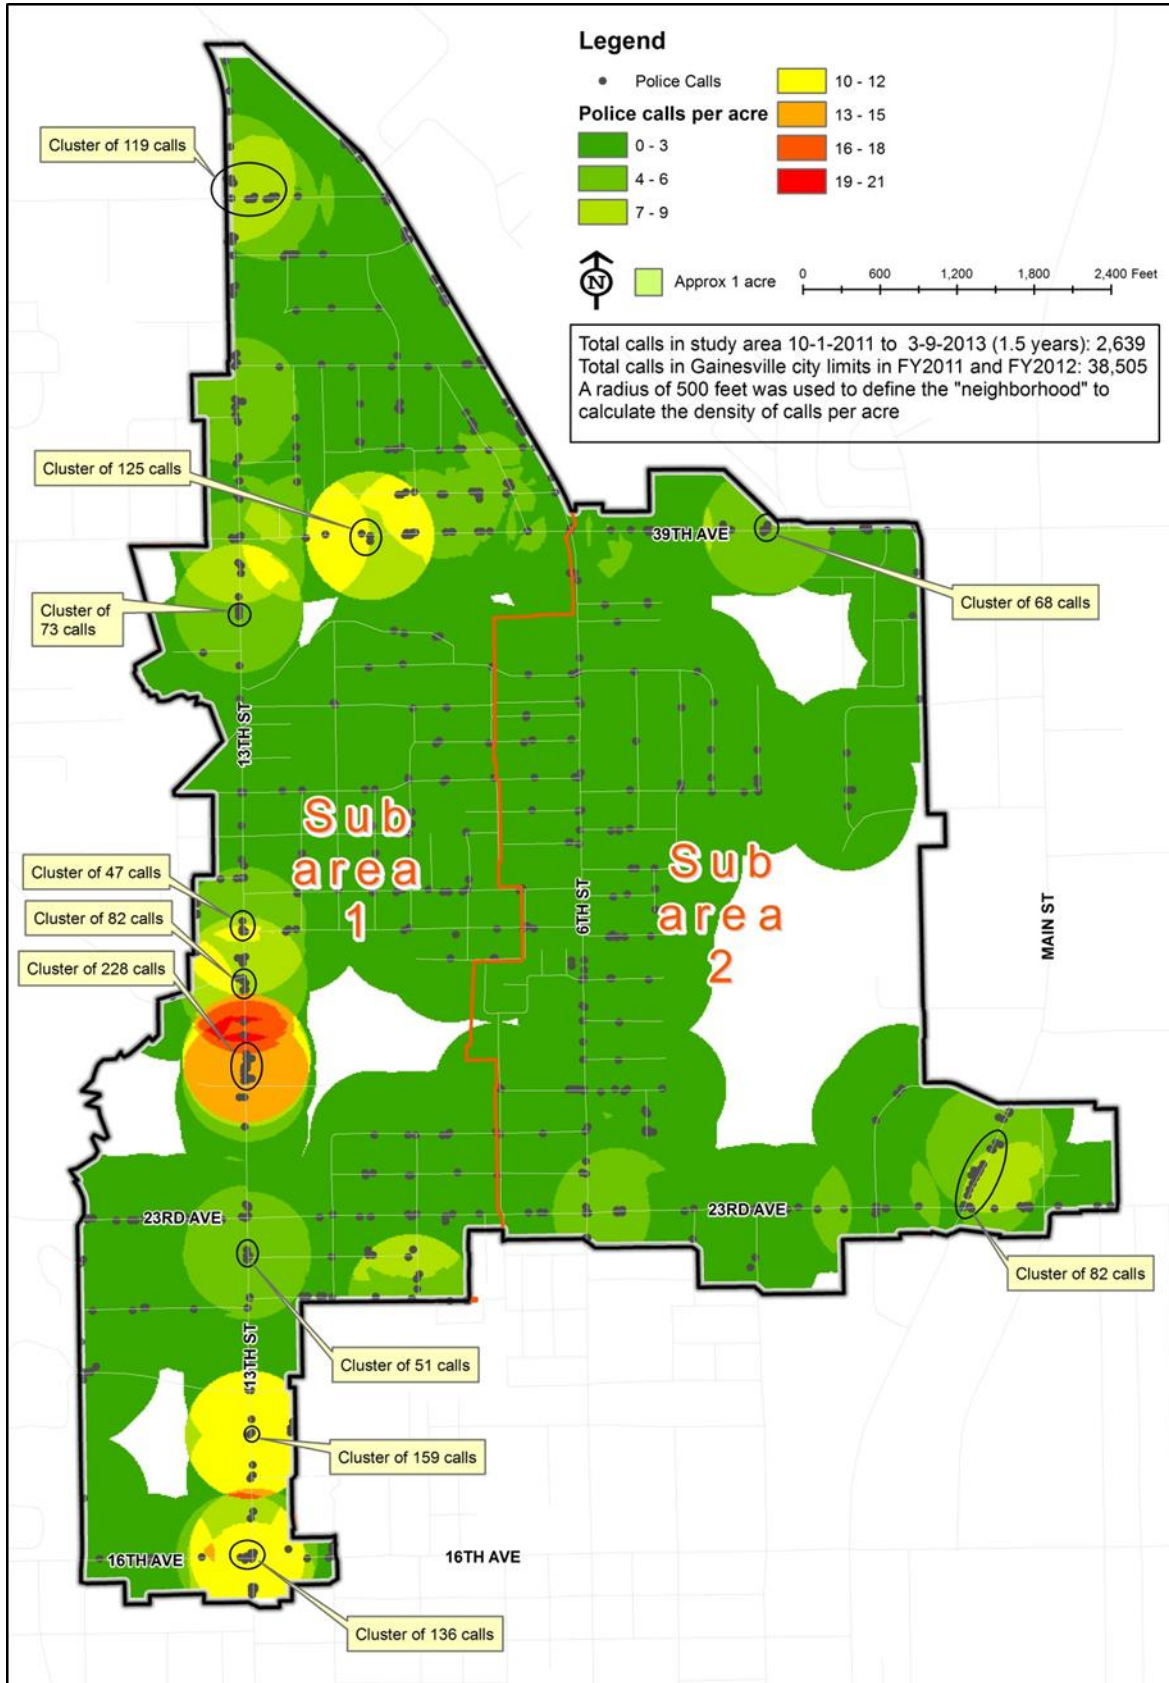 Legend
Police Calls
Police calls per acre
0 - 3
4 - 6
7 - 9
10 - 12
13 - 15
16 - 18
19 - 21
N
Approx 1 acre
0 600 1,200 1,800 2,400 Feet
Total calls in study area 10-1-2011 to 3-9-2013 (1.5 years): 2,639
Total calls in Gainesville city limits in FY2011 and FY2012: 38,505
A radius of 500 feet was used to define the "neighborhood" to
calculate the density of calls per acre
Cluster of 119 calls
Cluster of 125 calls
39TH AVE
Cluster of 68 calls
Cluster of
73 calls
13TH ST
Sub
area
1
Sub
area
2
Cluster of 47 calls
Cluster of 82 calls
Cluster of 228 calls
6TH ST
MAIN ST
23RD AVE
23RD AVE
Cluster of 82 calls
13TH ST
Cluster of 51 calls
Cluster of 159 calls
16TH AVE
16TH AVE
Cluster of 136 calls